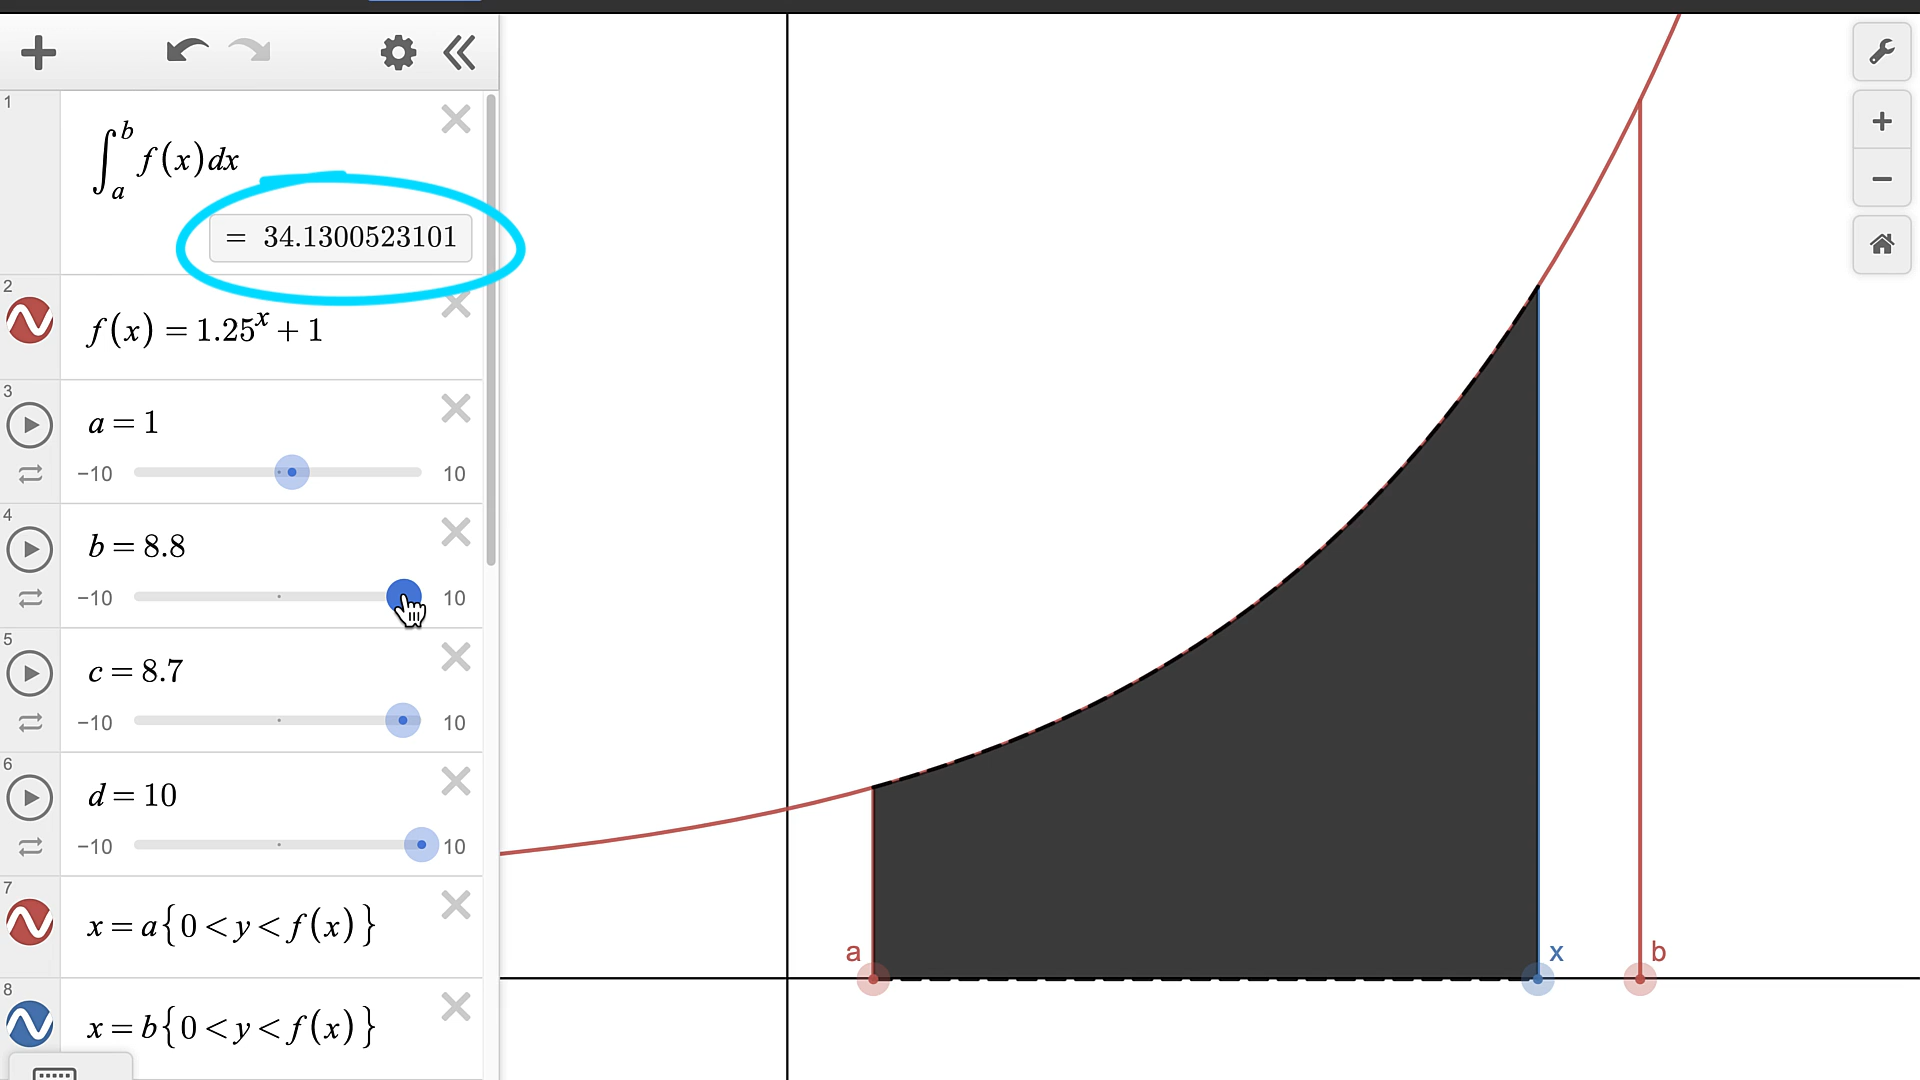 1
∫_a^b f(x)dx
= 34.1300523101
2
f(x) = 1.25^x + 1
3
a = 1
−10 10
4
b = 8.8
−10 10
5
c = 8.7
−10 10
6
d = 10
−10 10
7
x = a{0 < y < f(x)}
8
x = b{0 < y < f(x)}
a x b